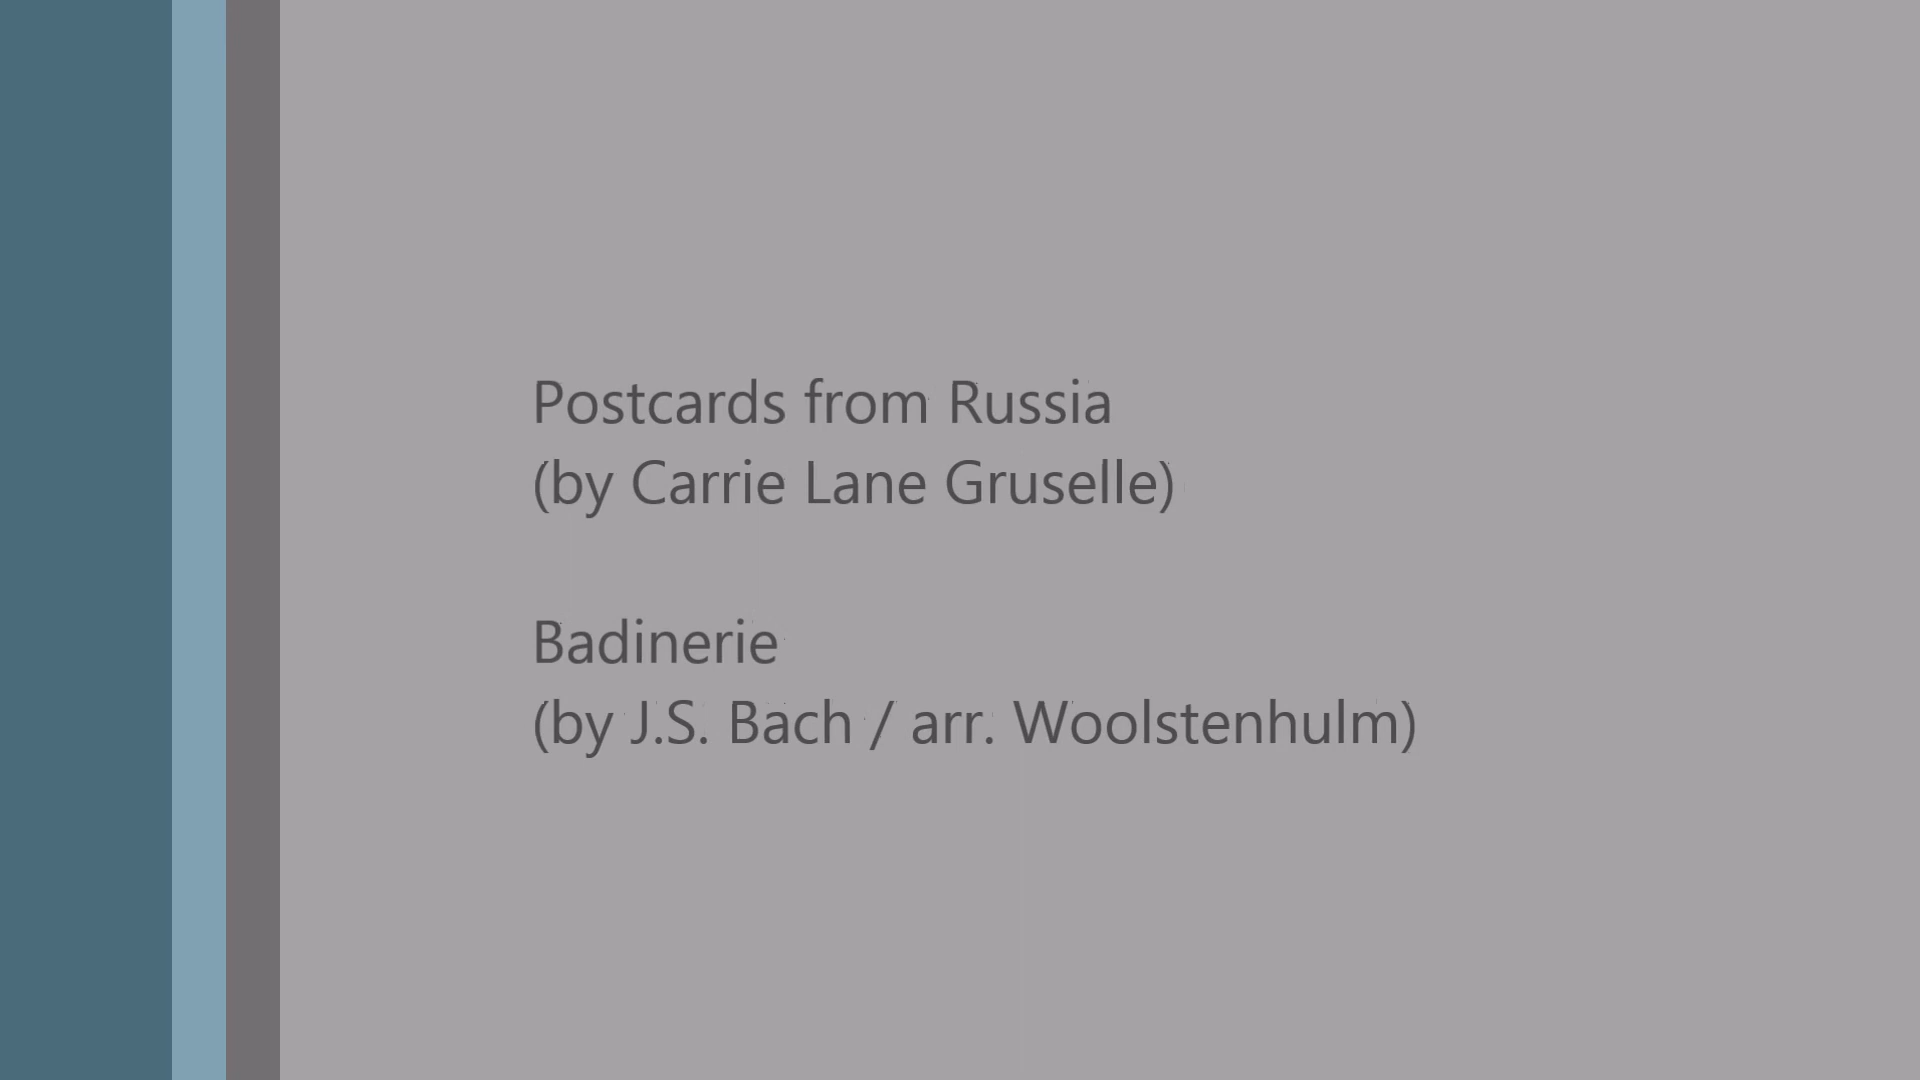 Postcards from Russia
(by Carrie Lane Gruselle)
Badinerie
(by J.S. Bach / arr. Woolstenhulm)